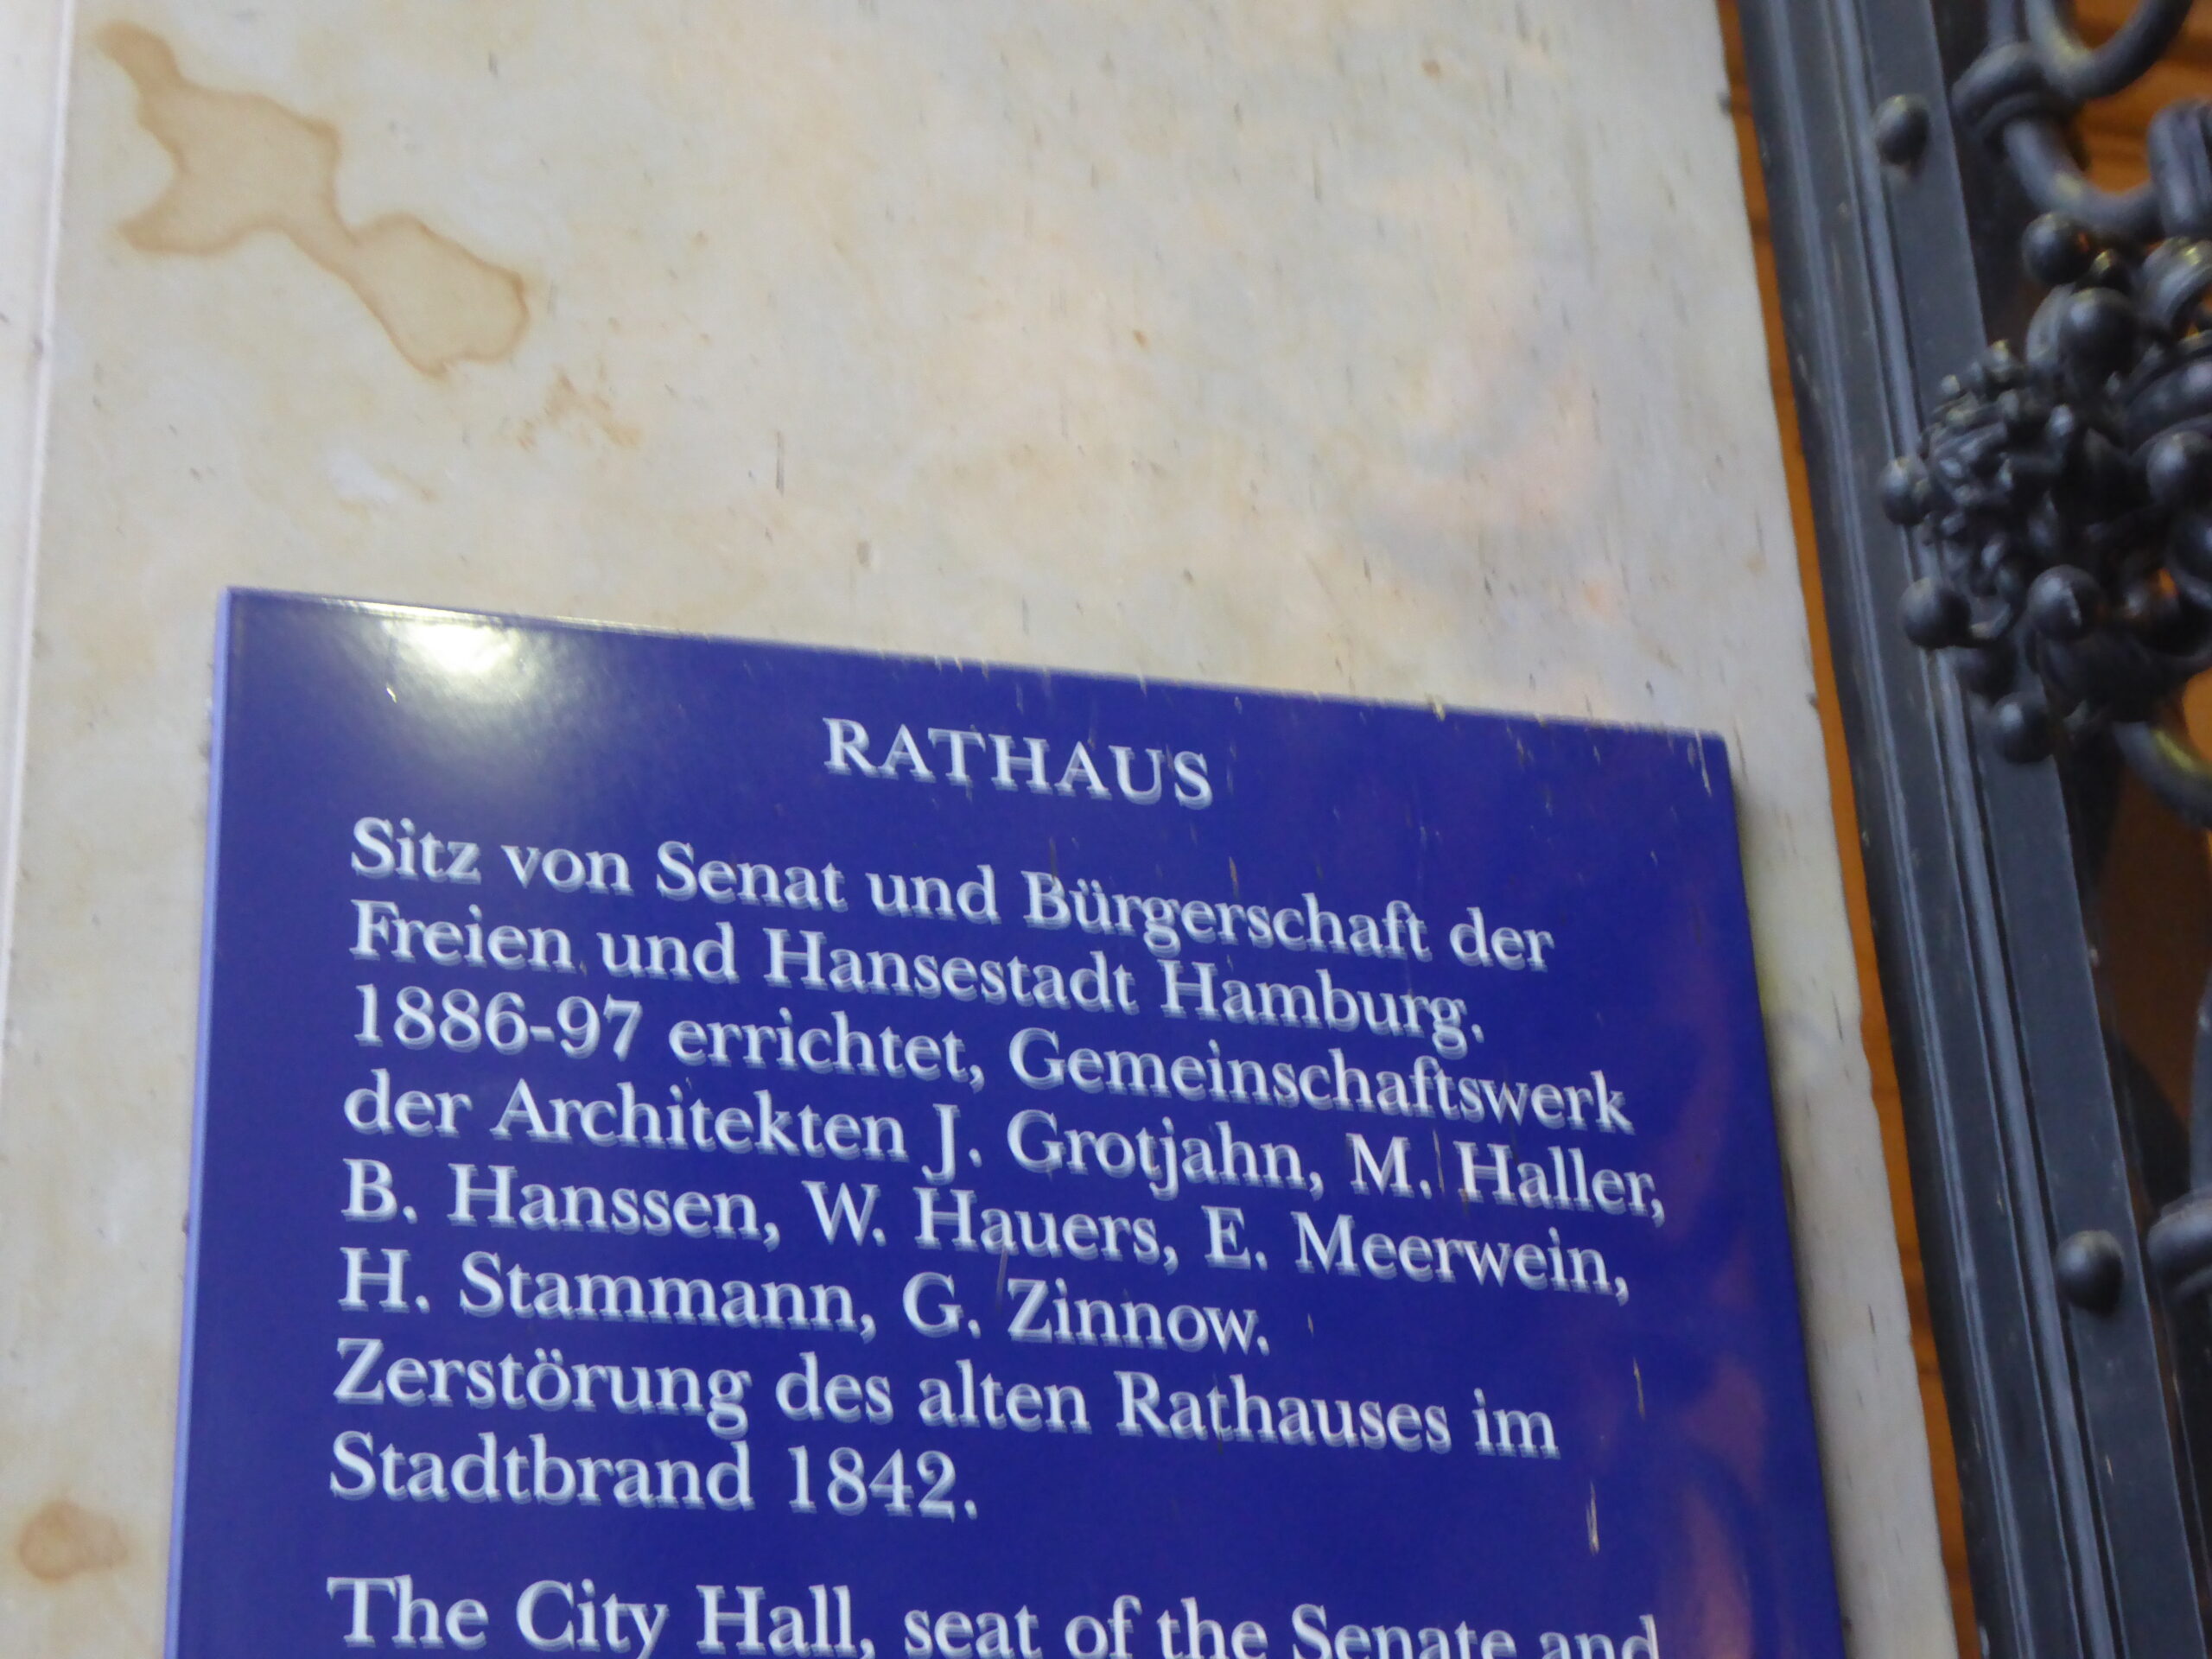 RATHAUS
Sitz von Senat und Bürgerschaft der
Freien und Hansestadt Hamburg.
1886-97 errichtet, Gemeinschaftswerk
der Architekten J. Grotjahn, M. Haller,
B. Hanssen, W. Hauers, E. Meerwein,
H. Stammann, G. Zinnow.
Zerstörung des alten Rathauses im
Stadtbrand 1842.
The City Hall, seat of the Senate and